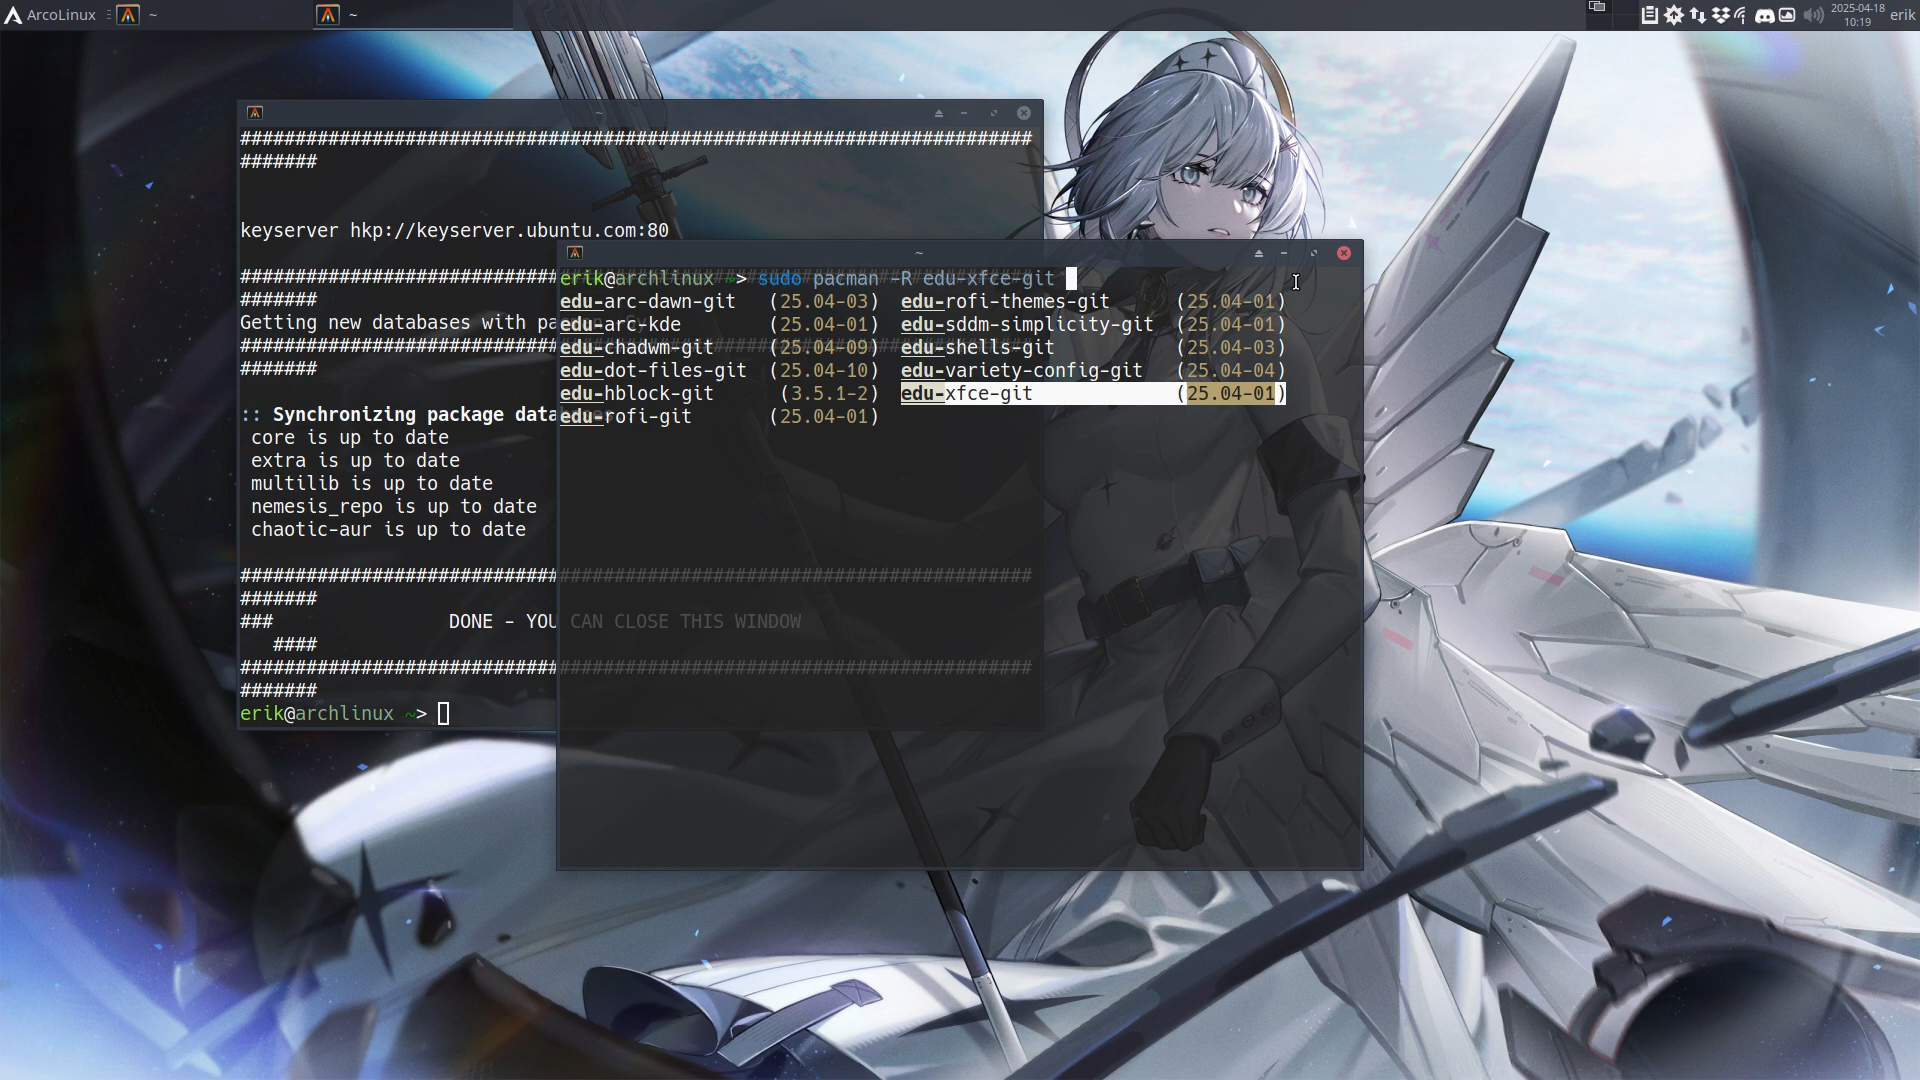 ArcoLinux
~
~
2025-04-18
10:19
erik
~
########################################################################
#######
keyserver hkp://keyserver.ubuntu.com:80
#######
Getting new databases with pa
#######
:: Synchronizing package data
core is up to date
extra is up to date
multilib is up to date
nemesis_repo is up to date
chaotic-aur is up to date
########################################################################
#######
### DONE - YOU CAN CLOSE THIS WINDOW
####
########################################################################
#######
erik@archlinux ~>
~
erik@archlinux ~> sudo pacman -R edu-xfce-git
edu-arc-dawn-git (25.04-03) edu-rofi-themes-git (25.04-01)
edu-arc-kde (25.04-01) edu-sddm-simplicity-git (25.04-01)
edu-chadwm-git (25.04-09) edu-shells-git (25.04-03)
edu-dot-files-git (25.04-10) edu-variety-config-git (25.04-04)
edu-hblock-git (3.5.1-2) edu-xfce-git (25.04-01)
edu-rofi-git (25.04-01)